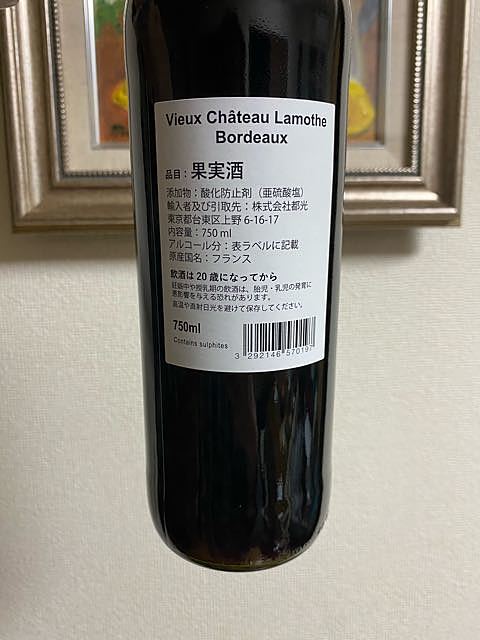 Vieux Château Lamothe
Bordeaux
品目：果実酒
添加物：酸化防止剤（亜硫酸塩）
輸入者及び引取先：株式会社都光
東京都台東区上野 6-16-17
内容量：750 ml
アルコール分：表ラベルに記載
原産国名：フランス
飲酒は 20 歳になってから
妊娠中や授乳期の飲酒は、胎児・乳児の発育に
悪影響を与える恐れがあります。
高温や直射日光を避けて保存してください。
750ml
Contains sulphites
3 292146 570197